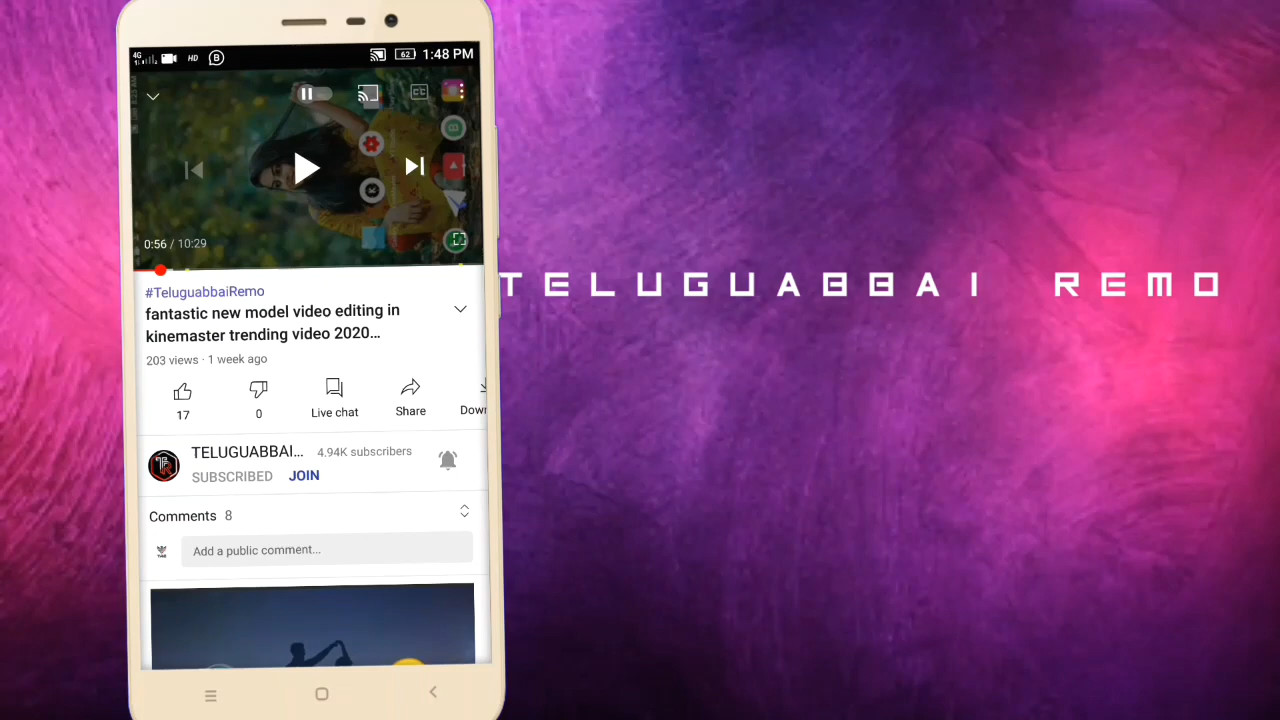 4G HD B 62 1:48 PM
CC
0:56 / 10:29
#TeluguabbaiRemo
fantastic new model video editing in
kinemaster trending video 2020...
203 views · 1 week ago
17 0 Live chat Share Down
TELUGUABBAI... 4.94K subscribers
SUBSCRIBED JOIN
Comments 8
Add a public comment...
TELUGUABBAI REMO